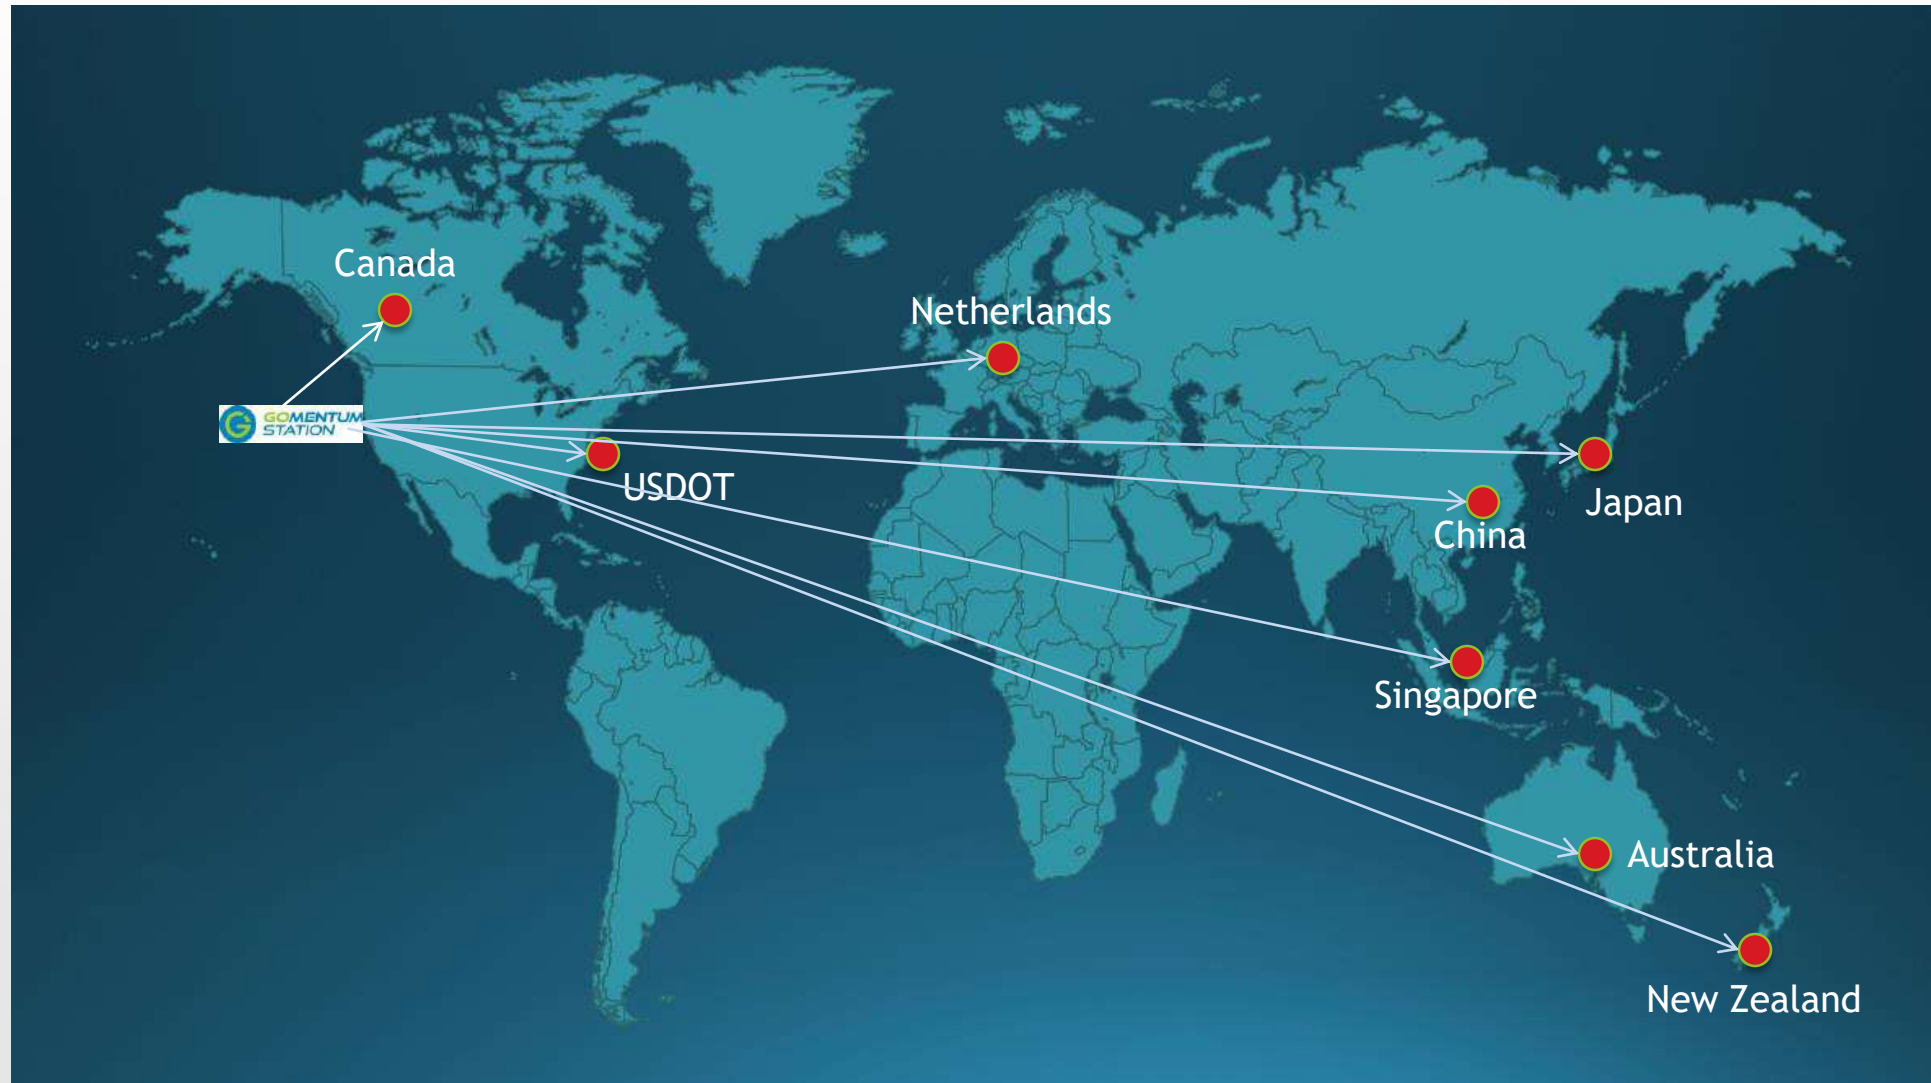 Canada
Netherlands
GOMENTUM
STATION
USDOT
Japan
China
Singapore
Australia
New Zealand